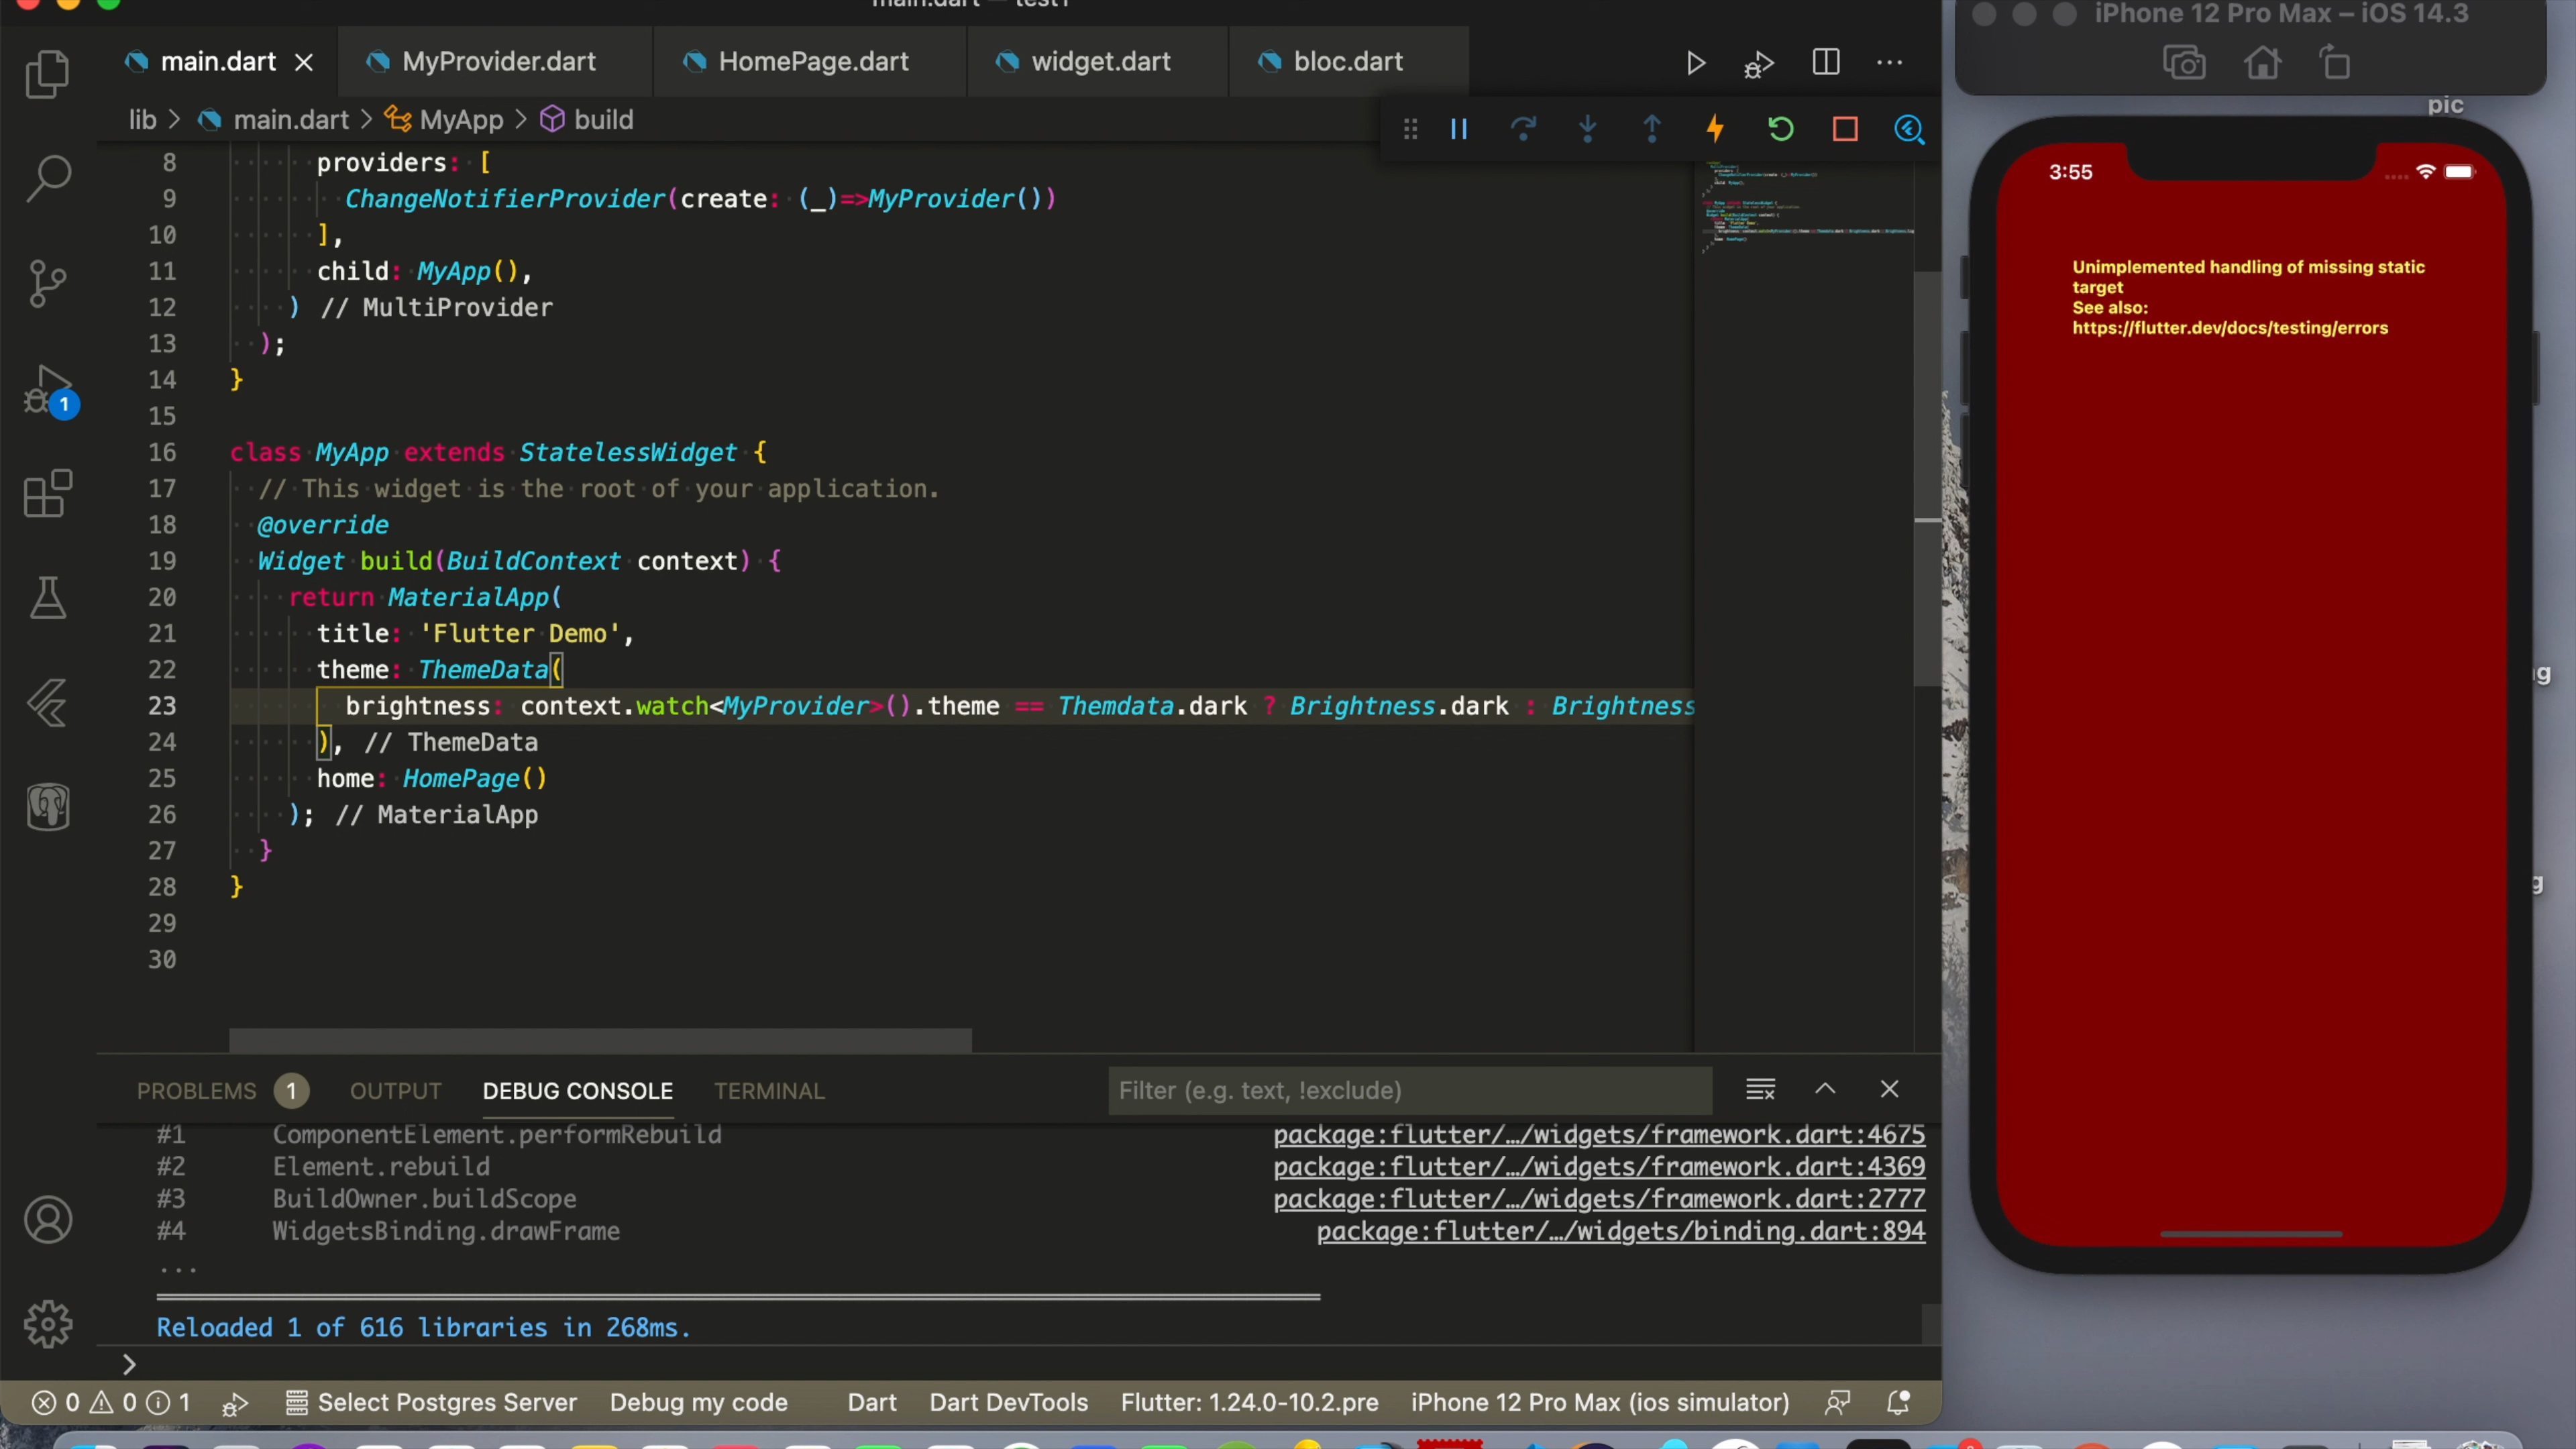 main.dart — test1
main.dart
MyProvider.dart
HomePage.dart
widget.dart
bloc.dart
lib > main.dart > MyApp > build
8 providers: [
9 ChangeNotifierProvider(create: (_)=>MyProvider())
10 ],
11 child: MyApp(),
12 ) // MultiProvider
13 );
14 }
15
16 class MyApp extends StatelessWidget {
17 // This widget is the root of your application.
18 @override
19 Widget build(BuildContext context) {
20 return MaterialApp(
21 title: 'Flutter Demo',
22 theme: ThemeData(
23 brightness: context.watch<MyProvider>().theme == Themdata.dark ? Brightness.dark : Brightness
24 ), // ThemeData
25 home: HomePage()
26 ); // MaterialApp
27 }
28 }
29
30
PROBLEMS 1 OUTPUT DEBUG CONSOLE TERMINAL
Filter (e.g. text, !exclude)
#1 ComponentElement.performRebuild package:flutter/…/widgets/framework.dart:4675
#2 Element.rebuild package:flutter/…/widgets/framework.dart:4369
#3 BuildOwner.buildScope package:flutter/…/widgets/framework.dart:2777
#4 WidgetsBinding.drawFrame package:flutter/…/widgets/binding.dart:894
...
Reloaded 1 of 616 libraries in 268ms.
>
0 0 1 Select Postgres Server Debug my code Dart Dart DevTools Flutter: 1.24.0-10.2.pre iPhone 12 Pro Max (ios simulator)
1
iPhone 12 Pro Max – iOS 14.3
pic
3:55
Unimplemented handling of missing static
target
See also:
https://flutter.dev/docs/testing/errors
g
g